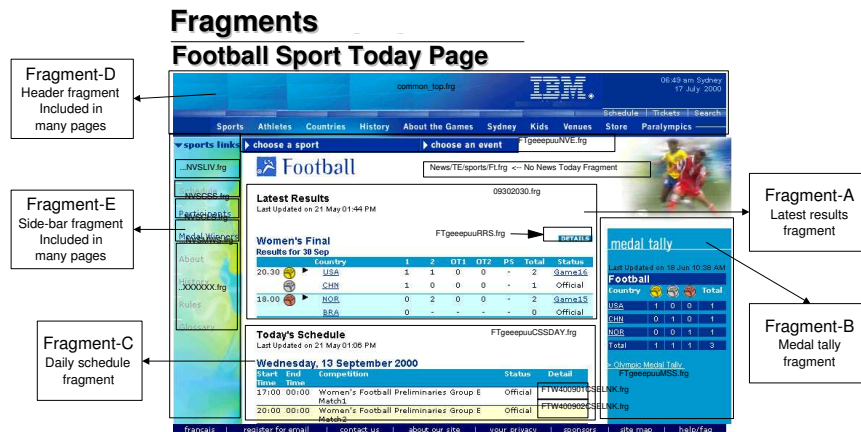 Fragments
Football Sport Today Page
Fragment-D
Header fragment
Included in
many pages
common_top.frg
IBM.
06:49 am Sydney
17 July 2000
Schedule | Tickets | Search
Sports Athletes Countries History About the Games Sydney Kids Venues Store Paralympics
sports links
choose a sport
choose an event
FTgeeepuuNVE.frg
...NVSLIV.frg
Football
News/TE/sports/Ft.frg <-- No News Today Fragment
Schedule
...NVSCSS.frg
Participants
Medal Winners
...NVSMWS.frg
About
History
...XXXXXX.frg
Rules
Glossary
Fragment-E
Side-bar fragment
Included in
many pages
Latest Results
09302030.frg
Last Updated on 21 May 01:44 PM
FTgeeepuuRRS.frg
DETAILS
Women's Final
Results for 30 Sep
Country 1 2 OT1 OT2 PS Total Status
20.30 USA 1 1 0 0 - 2 Game16
CHN 1 0 0 0 - 1 Official
18.00 NOR 0 2 0 0 - 2 Game15
BRA 0 - - - - 0 Official
Fragment-A
Latest results
fragment
medal tally
Last Updated on 18 Jun 10:38 AM
Football
Country Total
USA 1 0 0 1
CHN 0 1 0 1
NOR 0 0 1 1
Total 1 1 1 3
> Olympic Medal Tally
FTgeeepuuMSS.frg
Fragment-B
Medal tally
fragment
Fragment-C
Daily schedule
fragment
Today's Schedule
FTgeeepuuCSSDAY.frg
Last Updated on 21 May 01:06 PM
Wednesday, 13 September 2000
Start Time End Time Competition Status Detail
17:00 00:00 Women's Football Preliminaries Group E Match1 Official FTW400901CSELNK.frg
20:00 00:00 Women's Football Preliminaries Group E Match2 Official FTW400902CSELNK.frg
français | register for email | contact us | about our site | your privacy | sponsors | site map | help/faq